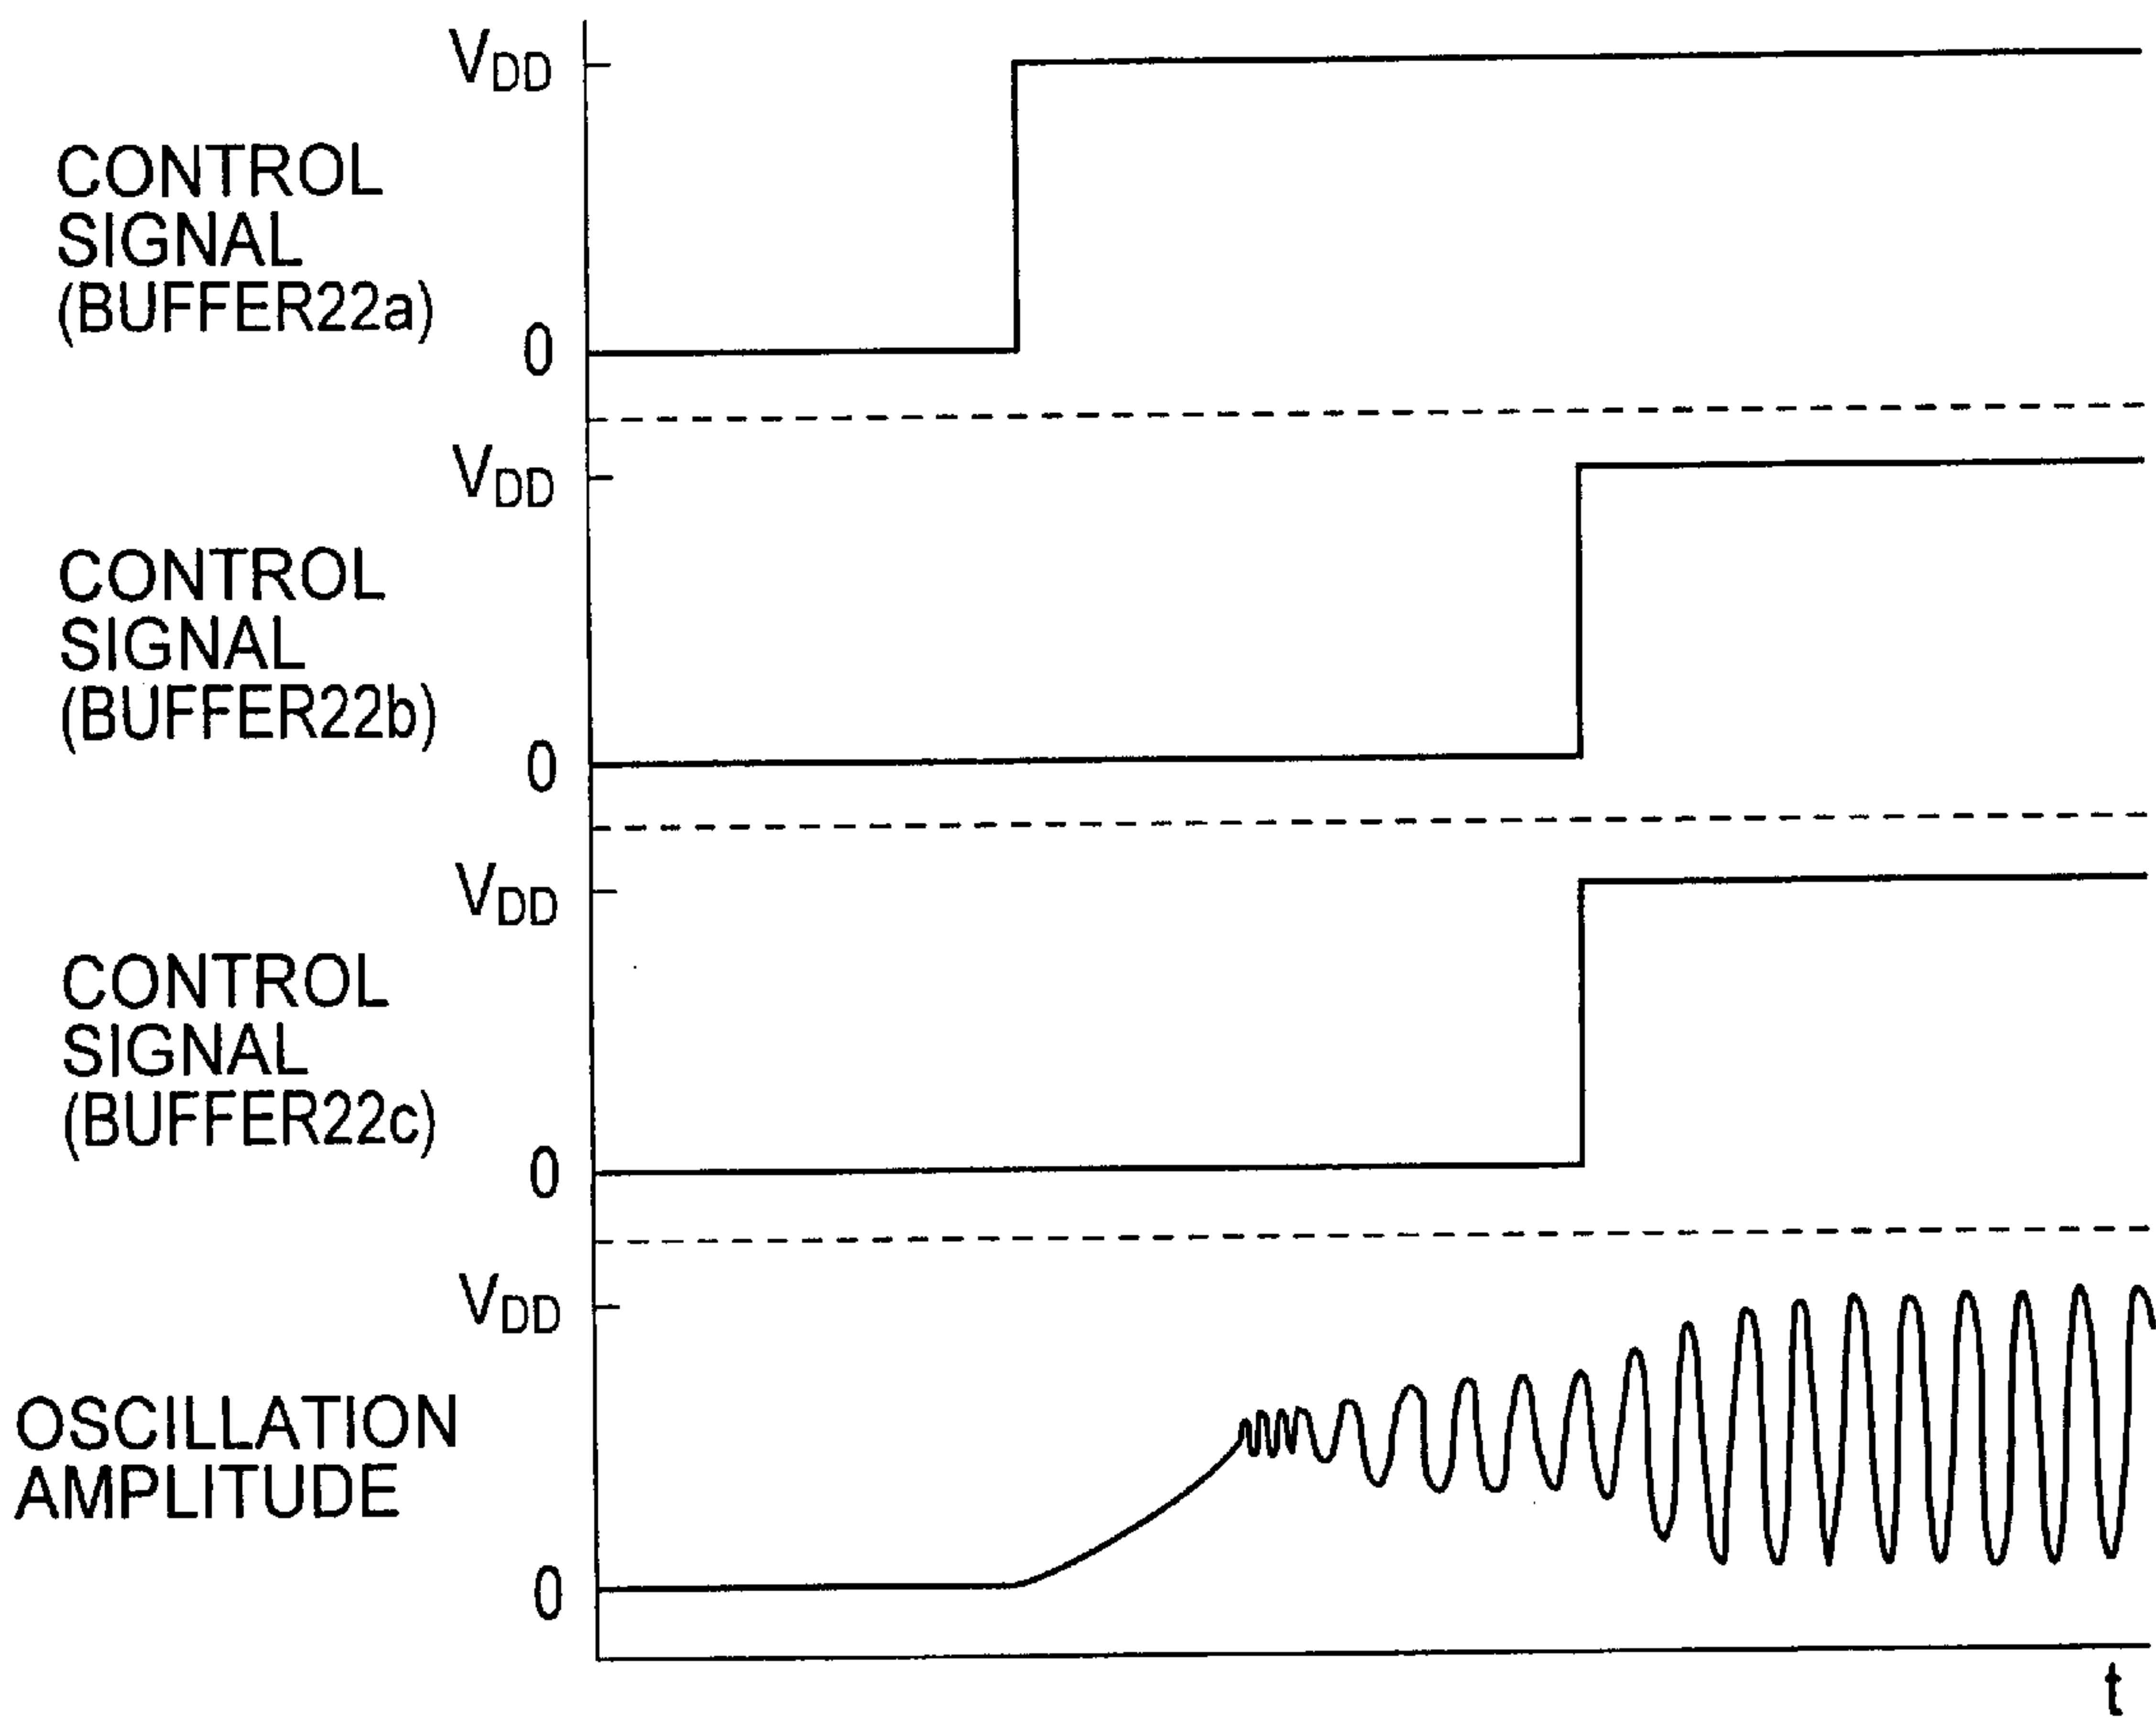 VDD
CONTROL
SIGNAL
(BUFFER22a)
0
VDD
CONTROL
SIGNAL
(BUFFER22b)
0
VDD
CONTROL
SIGNAL
(BUFFER22c)
0
VDD
OSCILLATION
AMPLITUDE
0
t